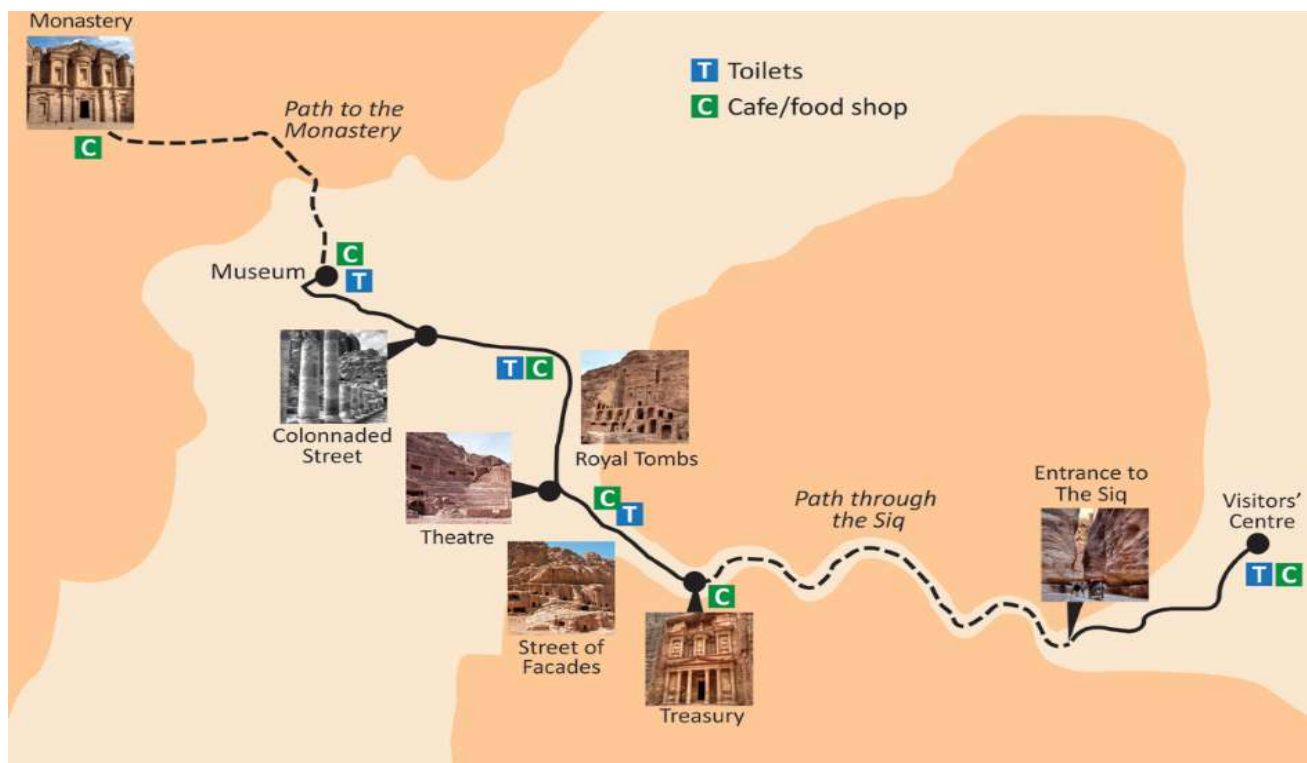 Monastery
C
Path to the
Monastery
T Toilets
C Cafe/food shop
C
Museum
T
T C
Colonnaded
Street
Royal Tombs
Theatre
C
T
Path through
the Siq
Entrance to
The Siq
Visitors'
Centre
T C
C
Street of
Facades
Treasury